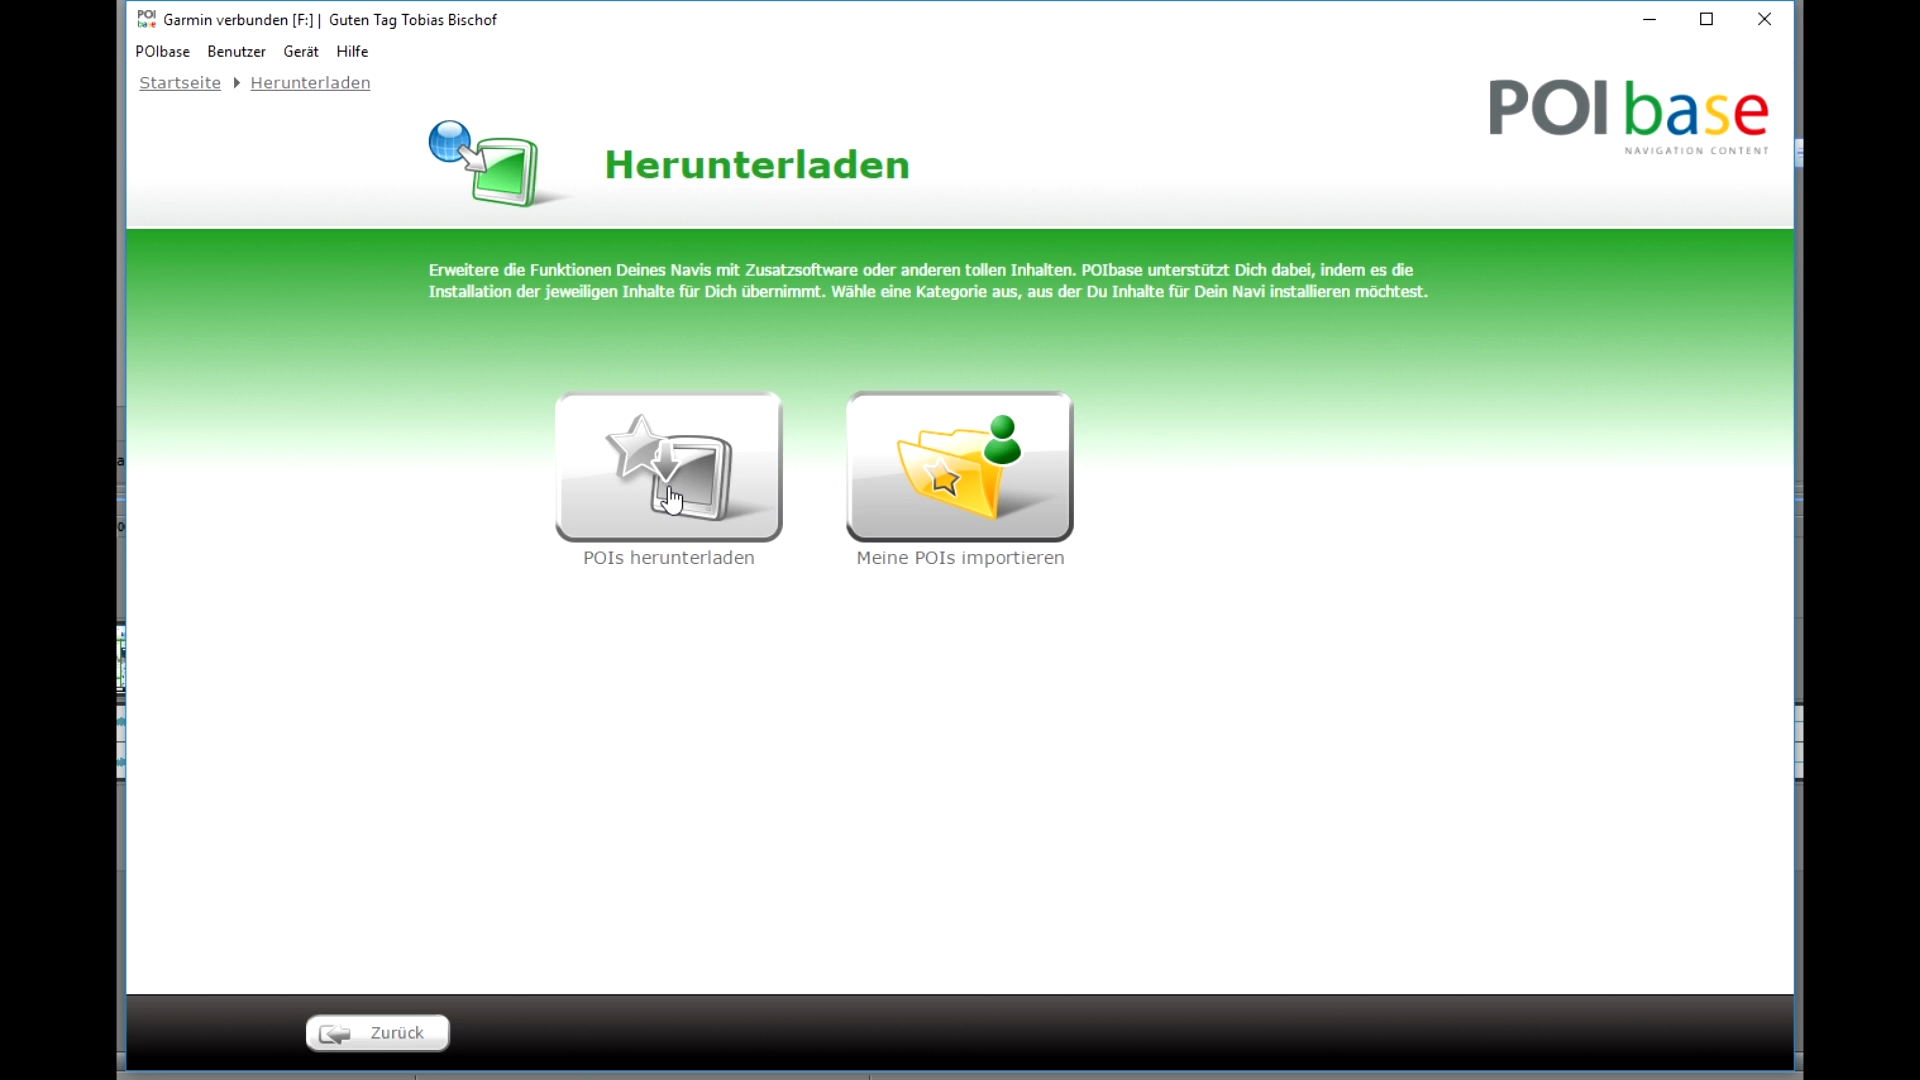 POI
base
Garmin verbunden [F:] | Guten Tag Tobias Bischof
POIbase Benutzer Gerät Hilfe
Startseite Herunterladen
POI base
NAVIGATION CONTENT
Herunterladen
Erweitere die Funktionen Deines Navis mit Zusatzsoftware oder anderen tollen Inhalten. POIbase unterstützt Dich dabei, indem es die
Installation der jeweiligen Inhalte für Dich übernimmt. Wähle eine Kategorie aus, aus der Du Inhalte für Dein Navi installieren möchtest.
POIs herunterladen
Meine POIs importieren
Zurück